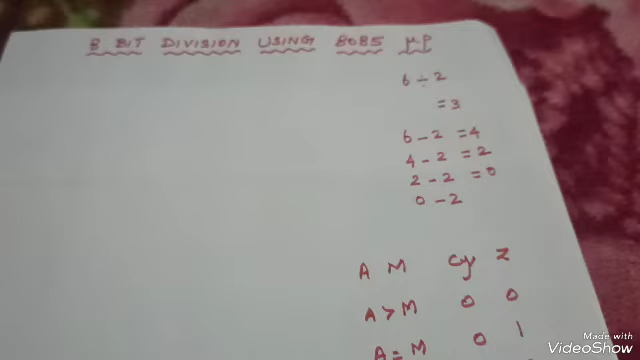 8 BIT DIVISION USING 8085 μp
6 ÷ 2
= 3
6 - 2 = 4
4 - 2 = 2
2 - 2 = 0
0 - 2
A M Cy Z
A > M 0 0
A = M 0 1
Made with
VideoShow